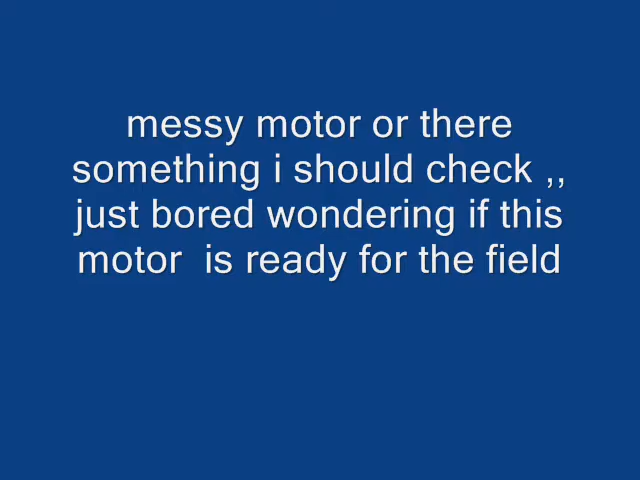 messy motor or there
something i should check ,,
just bored wondering if this
motor  is ready for the field